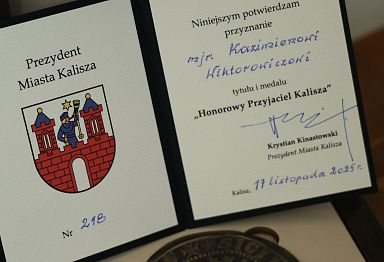 Prezydent
Miasta Kalisza
Nr 218
Niniejszym potwierdzam
przyznanie
mjr. Kazimierowi
Wiktorowiczowi
tytułu i medalu
„Honorowy Przyjaciel Kalisza”
Krystian Kinastowski
Prezydent Miasta Kalisza
Kalisz, 17 listopada 2025 r.